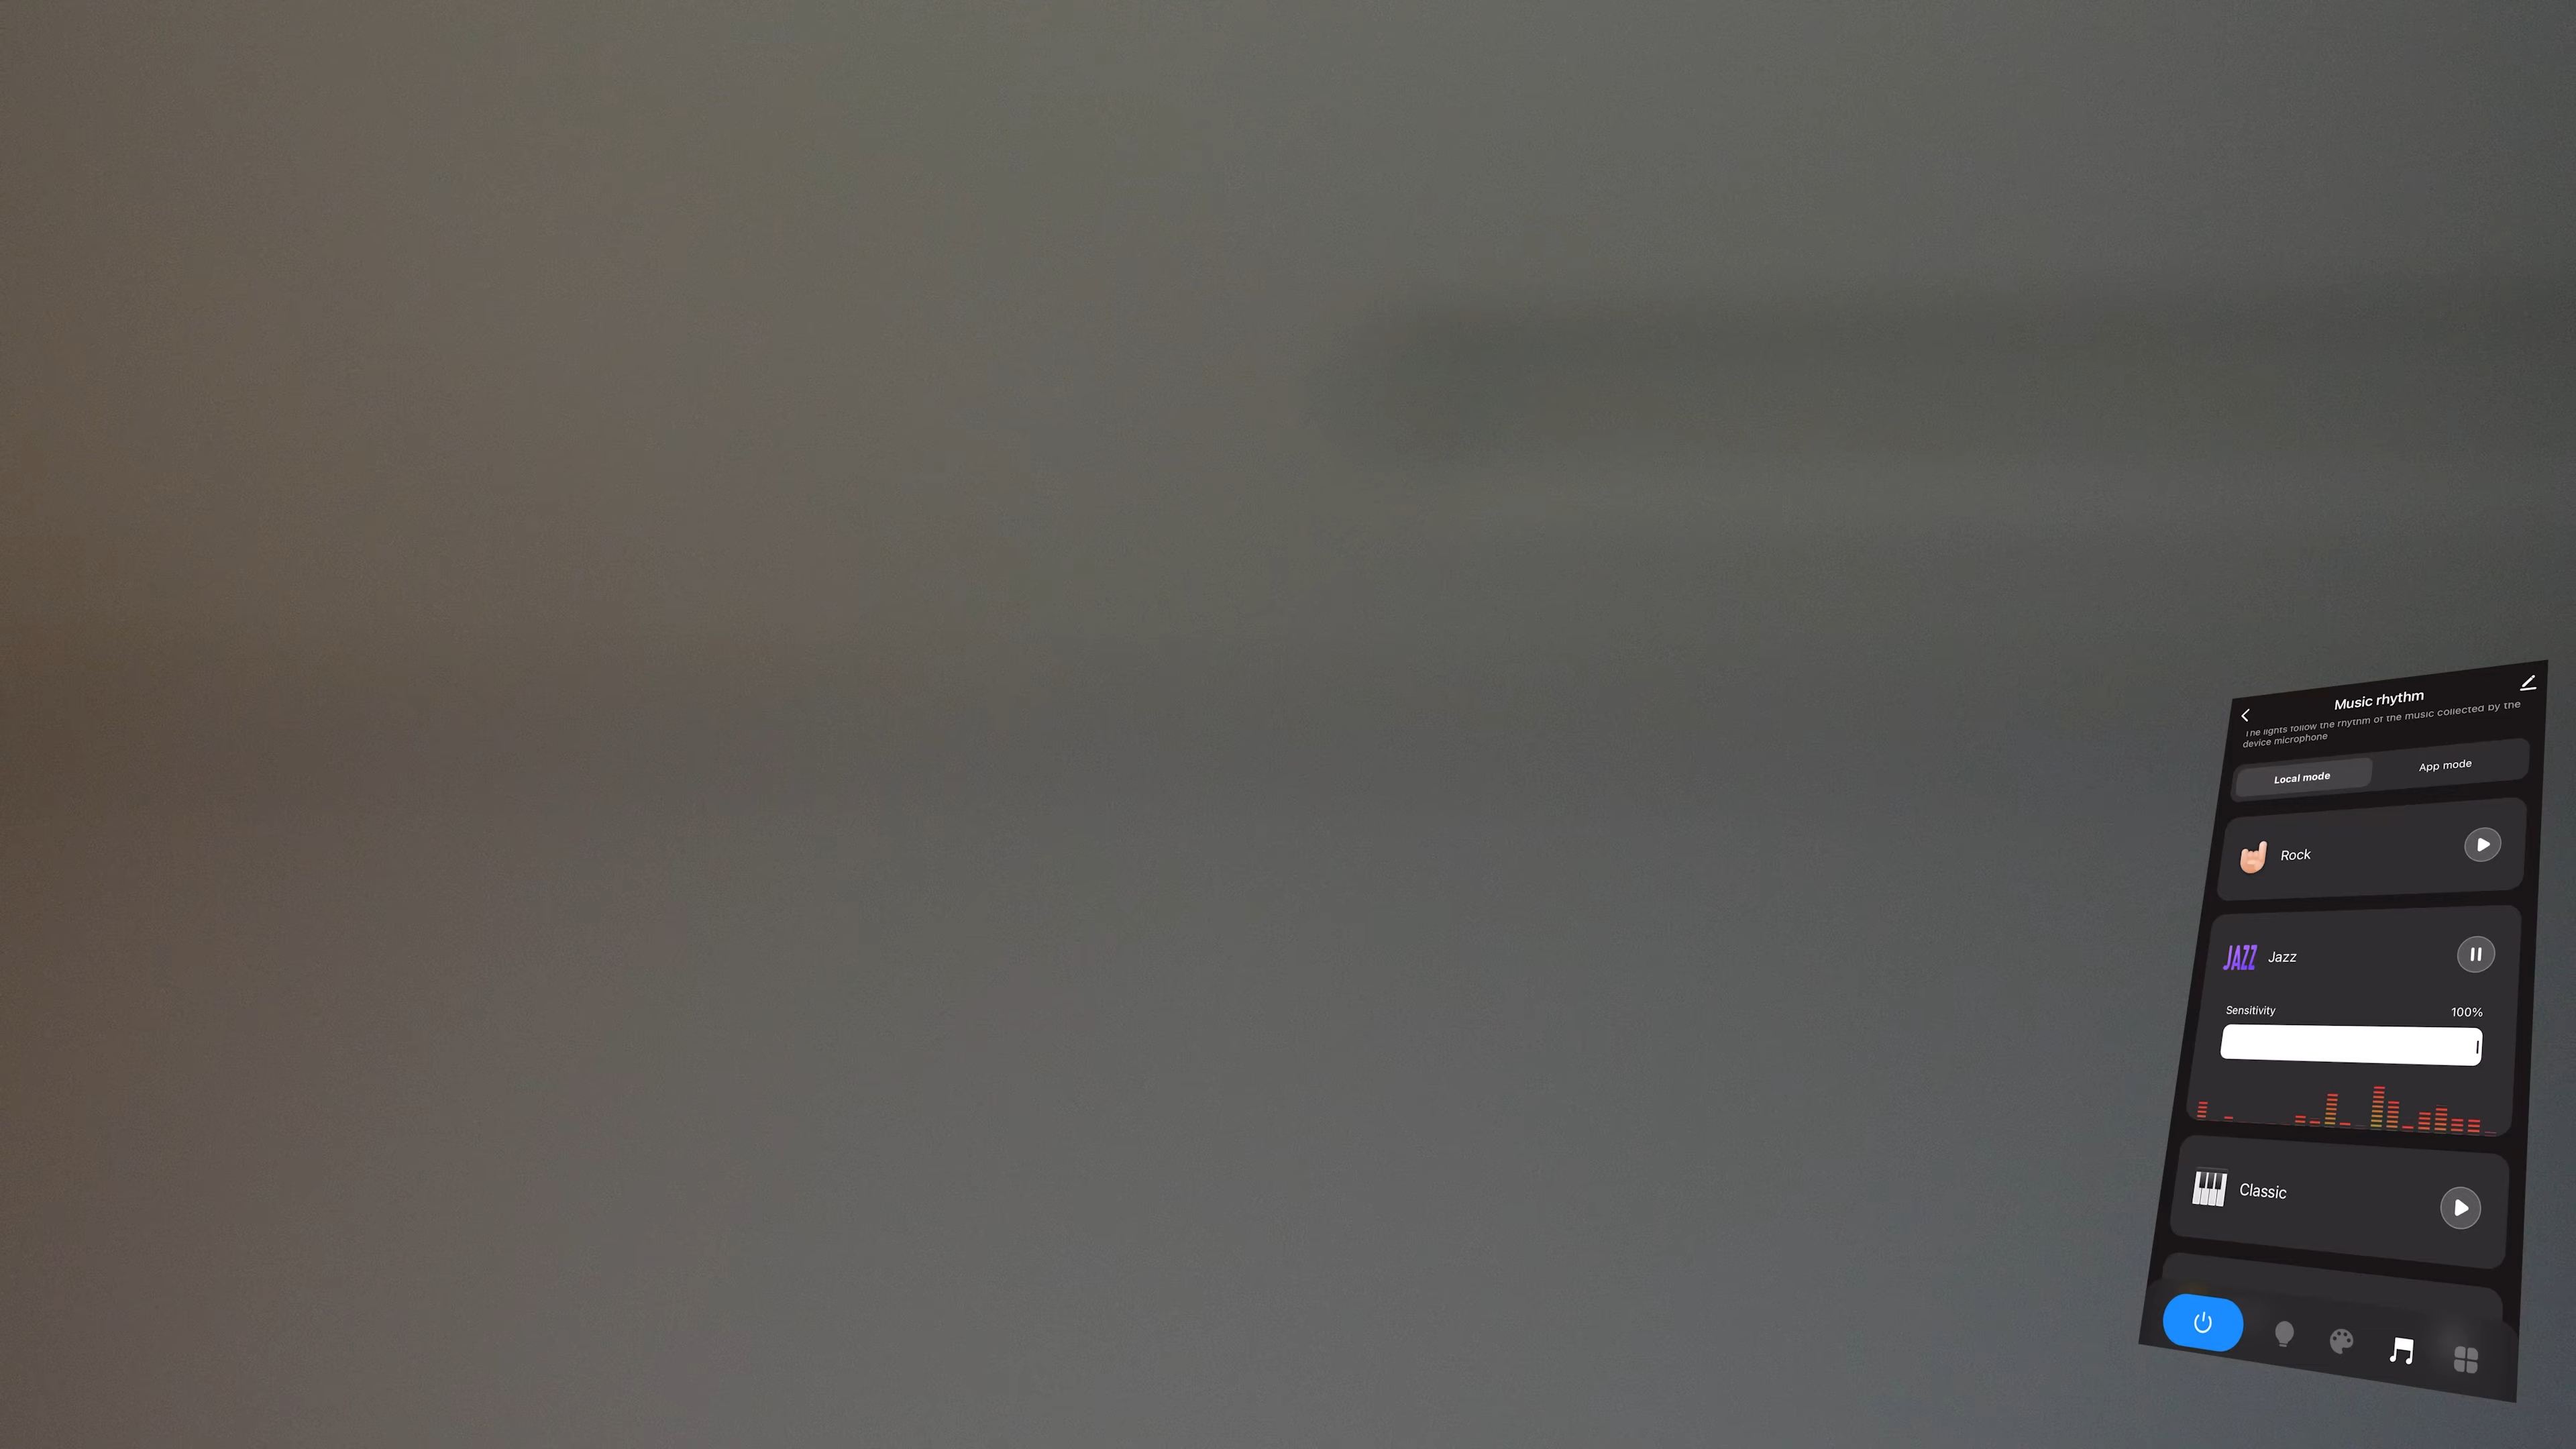 Music rhythm
The lights follow the rhythm of the music collected by the
device microphone
Local mode
App mode
Rock
JAZZ Jazz
Sensitivity
100%
Classic